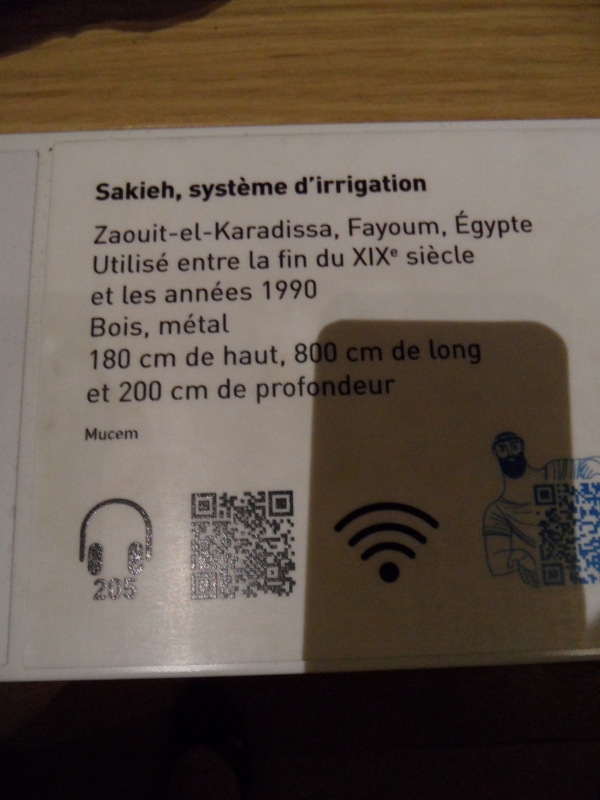 Sakieh, système d'irrigation
Zaouit-el-Karadissa, Fayoum, Égypte
Utilisé entre la fin du XIXᵉ siècle
et les années 1990
Bois, métal
180 cm de haut, 800 cm de long
et 200 cm de profondeur
Mucem
205